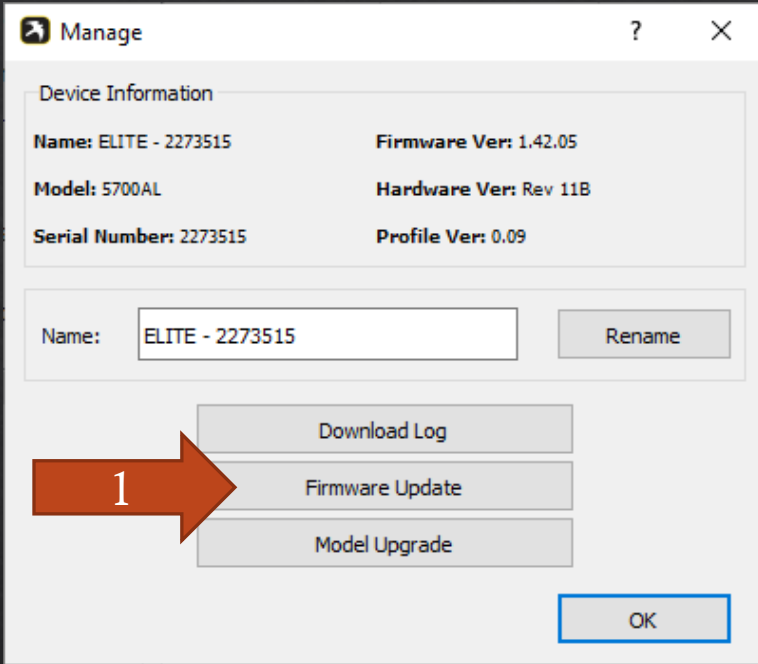 Manage
?
Device Information
Name: ELITE - 2273515
Firmware Ver: 1.42.05
Model: 5700AL
Hardware Ver: Rev 11B
Serial Number: 2273515
Profile Ver: 0.09
Name:
ELITE - 2273515
Rename
Download Log
1
Firmware Update
Model Upgrade
OK